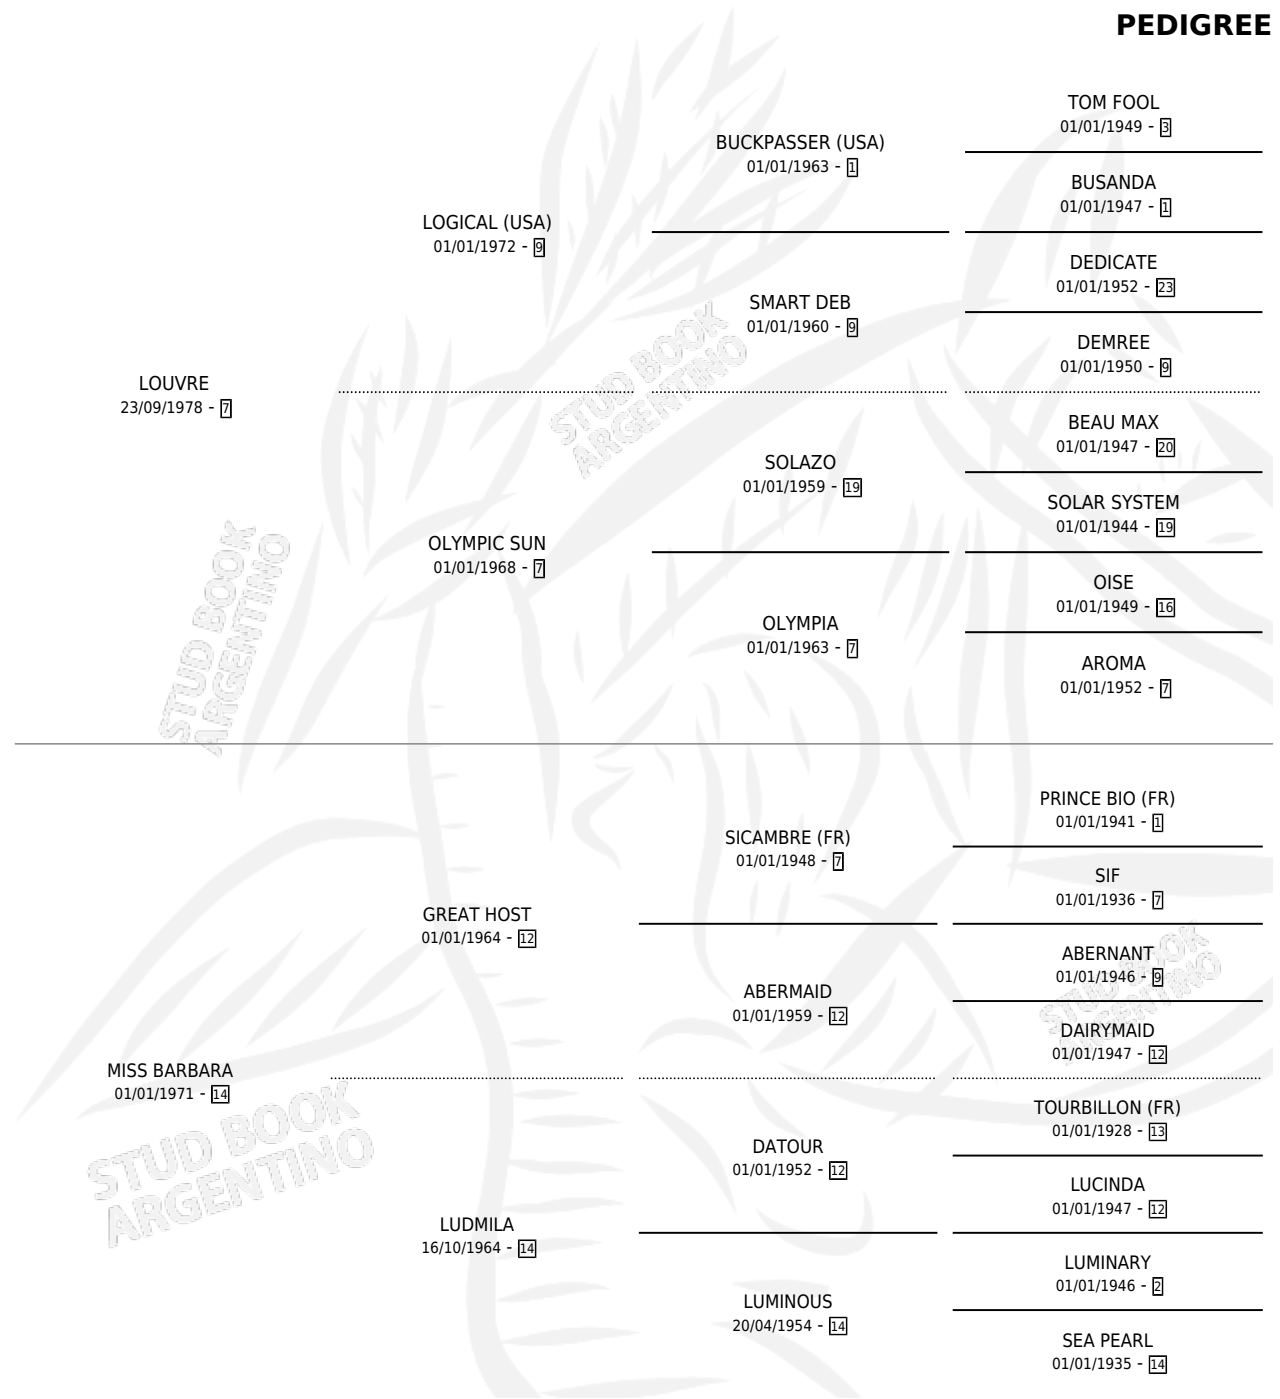 PEDIGREE
TOM FOOL
01/01/1949 - 3
BUCKPASSER (USA)
01/01/1963 - 1
BUSANDA
01/01/1947 - 1
LOGICAL (USA)
01/01/1972 - 9
DEDICATE
01/01/1952 - 23
SMART DEB
01/01/1960 - 9
DEMREE
01/01/1950 - 9
LOUVRE
23/09/1978 - 7
BEAU MAX
01/01/1947 - 20
SOLAZO
01/01/1959 - 19
SOLAR SYSTEM
01/01/1944 - 19
OLYMPIC SUN
01/01/1968 - 7
OISE
01/01/1949 - 16
OLYMPIA
01/01/1963 - 7
AROMA
01/01/1952 - 7
PRINCE BIO (FR)
01/01/1941 - 1
SICAMBRE (FR)
01/01/1948 - 7
SIF
01/01/1936 - 7
GREAT HOST
01/01/1964 - 12
ABERNANT
01/01/1946 - 9
ABERMAID
01/01/1959 - 12
DAIRYMAID
01/01/1947 - 12
MISS BARBARA
01/01/1971 - 14
TOURBILLON (FR)
01/01/1928 - 13
DATOUR
01/01/1952 - 12
LUCINDA
01/01/1947 - 12
LUDMILA
16/10/1964 - 14
LUMINARY
01/01/1946 - 2
LUMINOUS
20/04/1954 - 14
SEA PEARL
01/01/1935 - 14
STUD BOOK
ARGENTINO
STUD BOOK
ARGENTINO
STUD BOOK
ARGENTINO
STUD BOOK
ARGENTINO